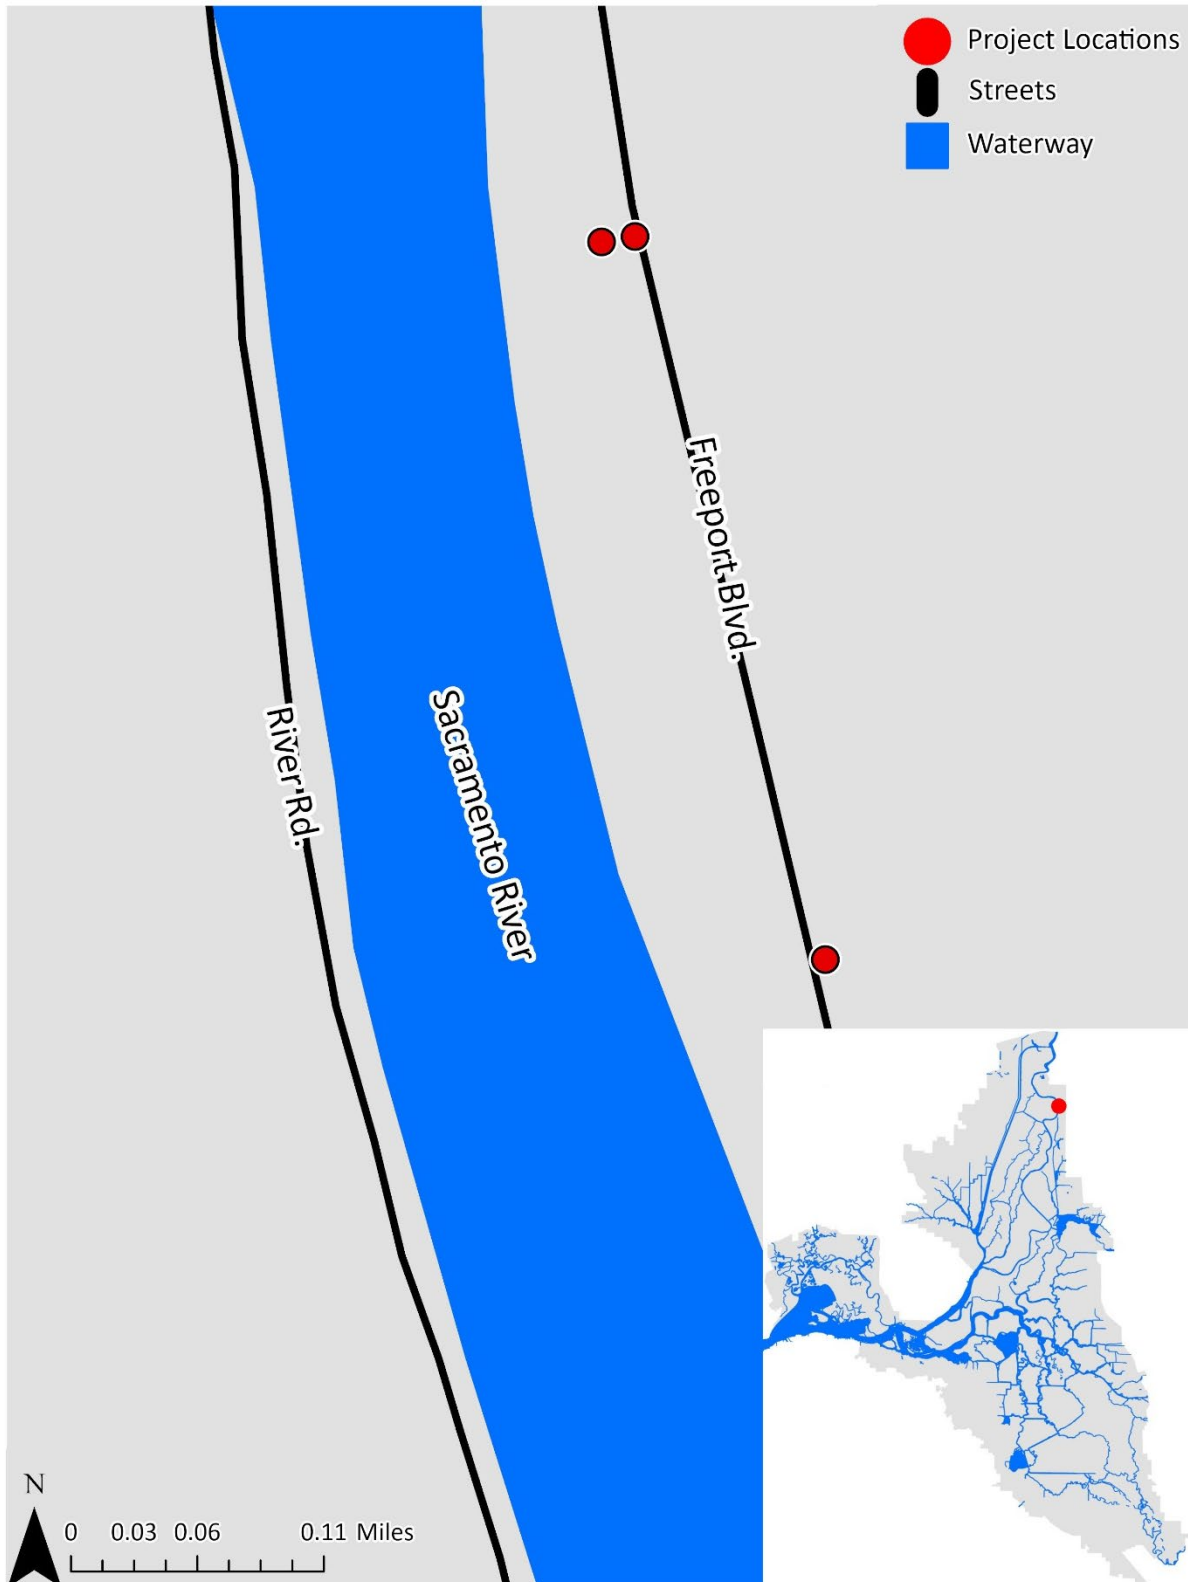 Project Locations
Streets
Waterway
Freeport Blvd.
River Rd.
Sacramento River
N
0 0.03 0.06 0.11 Miles